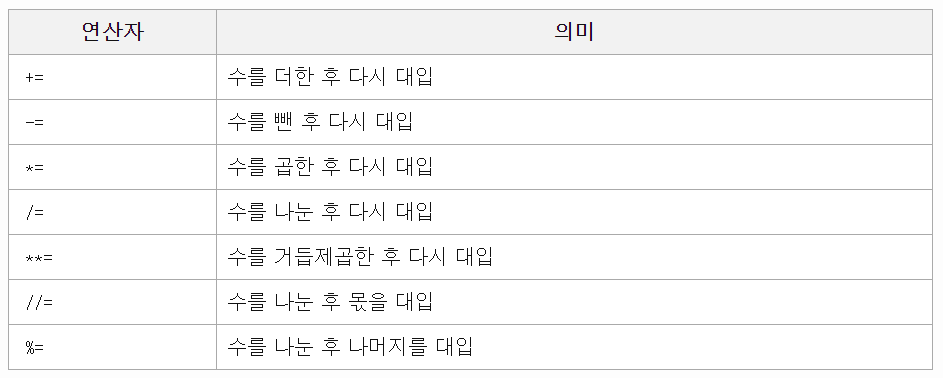 연산자 의미
+= 수를 더한 후 다시 대입
-= 수를 뺀 후 다시 대입
*= 수를 곱한 후 다시 대입
/= 수를 나눈 후 다시 대입
**= 수를 거듭제곱한 후 다시 대입
//= 수를 나눈 후 몫을 대입
%= 수를 나눈 후 나머지를 대입